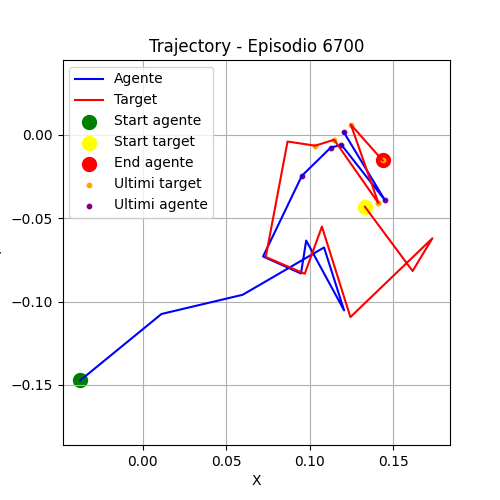 Trajectory - Episodio 6700
Agente
Target
Start agente
Start target
End agente
Ultimi target
Ultimi agente
0.00
−0.05
−0.10
−0.15
0.00
0.05
0.10
0.15
X